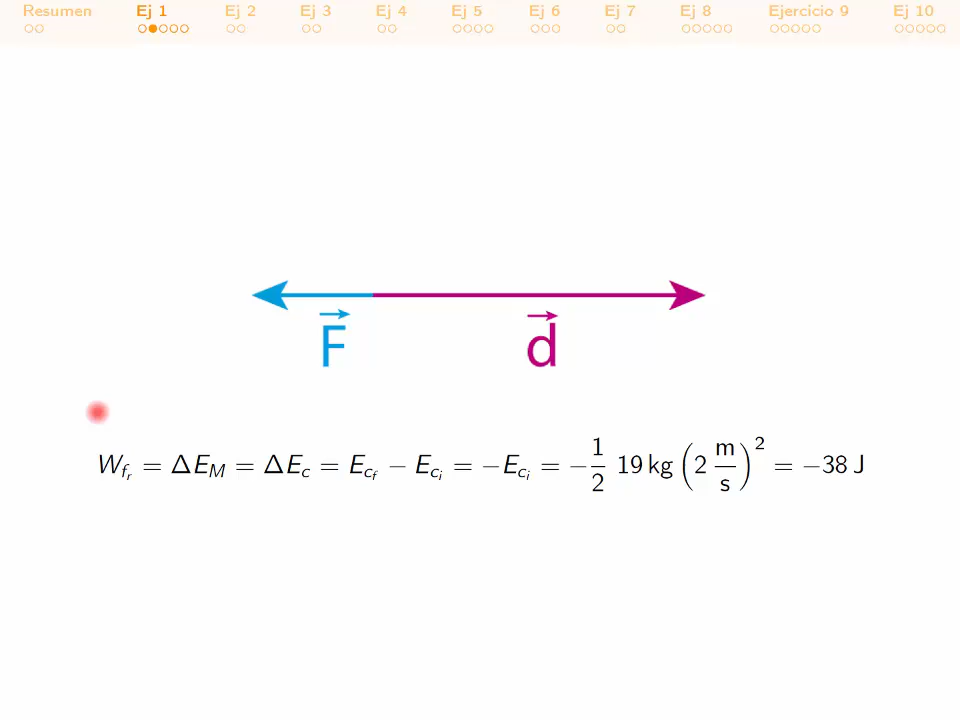 Resumen Ej 1 Ej 2 Ej 3 Ej 4 Ej 5 Ej 6 Ej 7 Ej 8 Ejercicio 9 Ej 10
F⃗ d⃗
W_{f_r} = ΔE_M = ΔE_c = E_{c_f} − E_{c_i} = −E_{c_i} = −\frac{1}{2} 19 kg (2 \frac{m}{s})^2 = −38 J